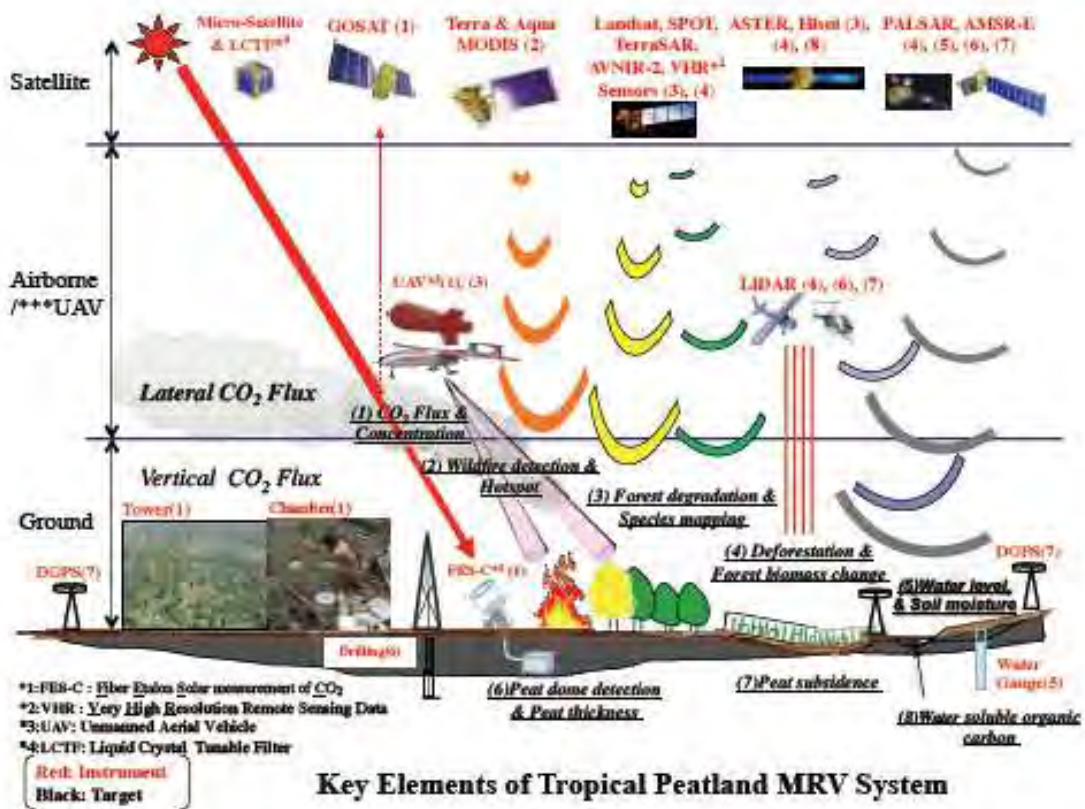 Satellite
Micro-Satellite
& LCTF*4
GOSAT (1)
Terra & Aqua
MODIS (2)
Landsat, SPOT,
TerraSAR,
AVNIR-2, VHR*2
Sensors (3), (4)
ASTER, Hisui (3),
(4), (8)
PALSAR, AMSR-E
(4), (5), (6), (7)
Airborne
/***UAV
UAV*3(1), (3)
LIDAR (4), (6), (7)
Lateral CO2 Flux
(1) CO2 Flux &
Concentration
(2) Wildfire detection &
Hotspot
(3) Forest degradation &
Species mapping
(4) Deforestation &
Forest biomass change
(5)Water level,
& Soil moisture
Ground
Vertical CO2 Flux
Tower(1)
Chamber(1)
DGPS(7)
FES-C*1 (1)
DGPS(7)
Drilling(6)
(6)Peat dome detection
& Peat thickness
(7)Peat subsidence
Water
Gauge(5)
(8)Water soluble organic
carbon
*1:FES-C : Fiber Etalon Solar measurement of CO2
*2:VHR : Very High Resolution Remote Sensing Data
*3:UAV: Unmanned Aerial Vehicle
*4:LCTF: Liquid Crystal Tunable Filter
Red: Instrument
Black: Target
Key Elements of Tropical Peatland MRV System